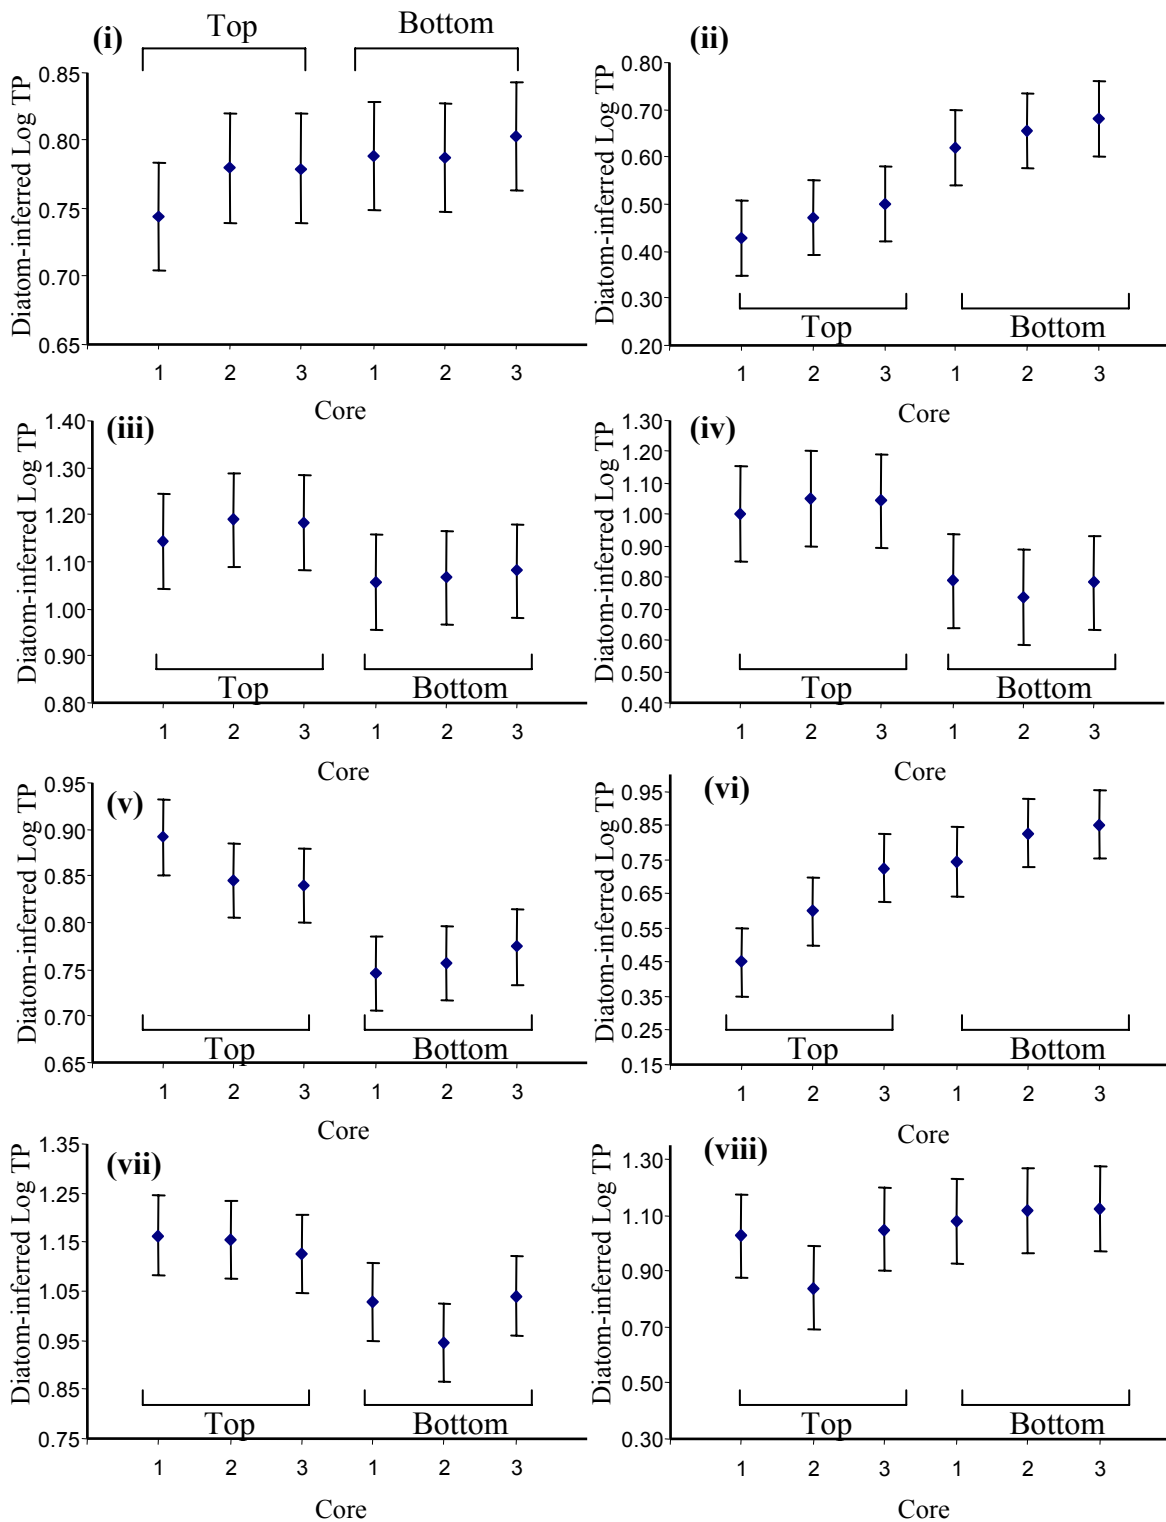 (i)
Top
Bottom
Diatom-inferred Log TP
0.85
0.80
0.75
0.70
0.65
1 2 3 1 2 3
Core
(ii)
Diatom-inferred Log TP
0.80
0.70
0.60
0.50
0.40
0.30
0.20
Top
Bottom
1 2 3 1 2 3
Core
(iii)
Diatom-inferred Log TP
1.40
1.30
1.20
1.10
1.00
0.90
0.80
Top
Bottom
1 2 3 1 2 3
Core
(iv)
Diatom-inferred Log TP
1.30
1.20
1.10
1.00
0.90
0.80
0.70
0.60
0.50
0.40
Top
Bottom
1 2 3 1 2 3
Core
(v)
Diatom-inferred Log TP
0.95
0.90
0.85
0.80
0.75
0.70
0.65
Top
Bottom
1 2 3 1 2 3
Core
(vi)
Diatom-inferred Log TP
0.95
0.85
0.75
0.65
0.55
0.45
0.35
0.25
0.15
Top
Bottom
1 2 3 1 2 3
Core
(vii)
Diatom-inferred Log TP
1.35
1.25
1.15
1.05
0.95
0.85
0.75
Top
Bottom
1 2 3 1 2 3
Core
(viii)
Diatom-inferred Log TP
1.30
1.10
0.90
0.70
0.50
0.30
Top
Bottom
1 2 3 1 2 3
Core